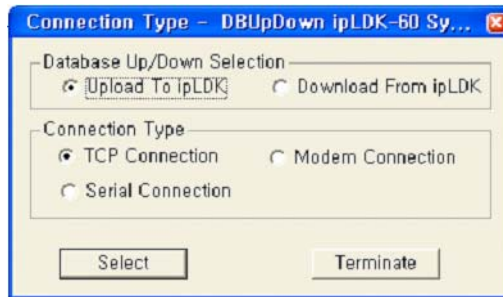 Connection Type - DBUpDown ipLDK-60 Sy...
Database Up/Down Selection
Upload To ipLDK
Download From ipLDK
Connection Type
TCP Connection
Modem Connection
Serial Connection
Select
Terminate